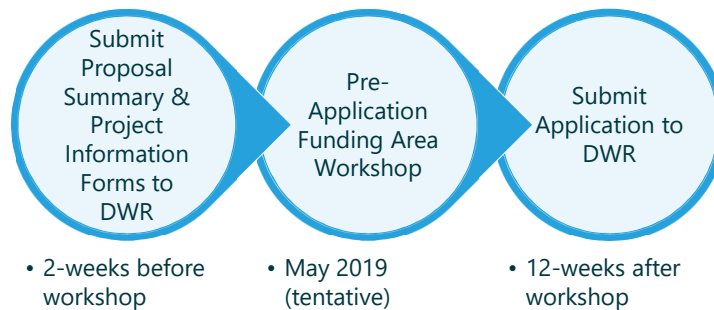 Submit
Proposal
Summary &
Project
Information
Forms to
DWR
Pre-
Application
Funding Area
Workshop
Submit
Application to
DWR
• 2-weeks before
workshop
• May 2019
(tentative)
• 12-weeks after
workshop